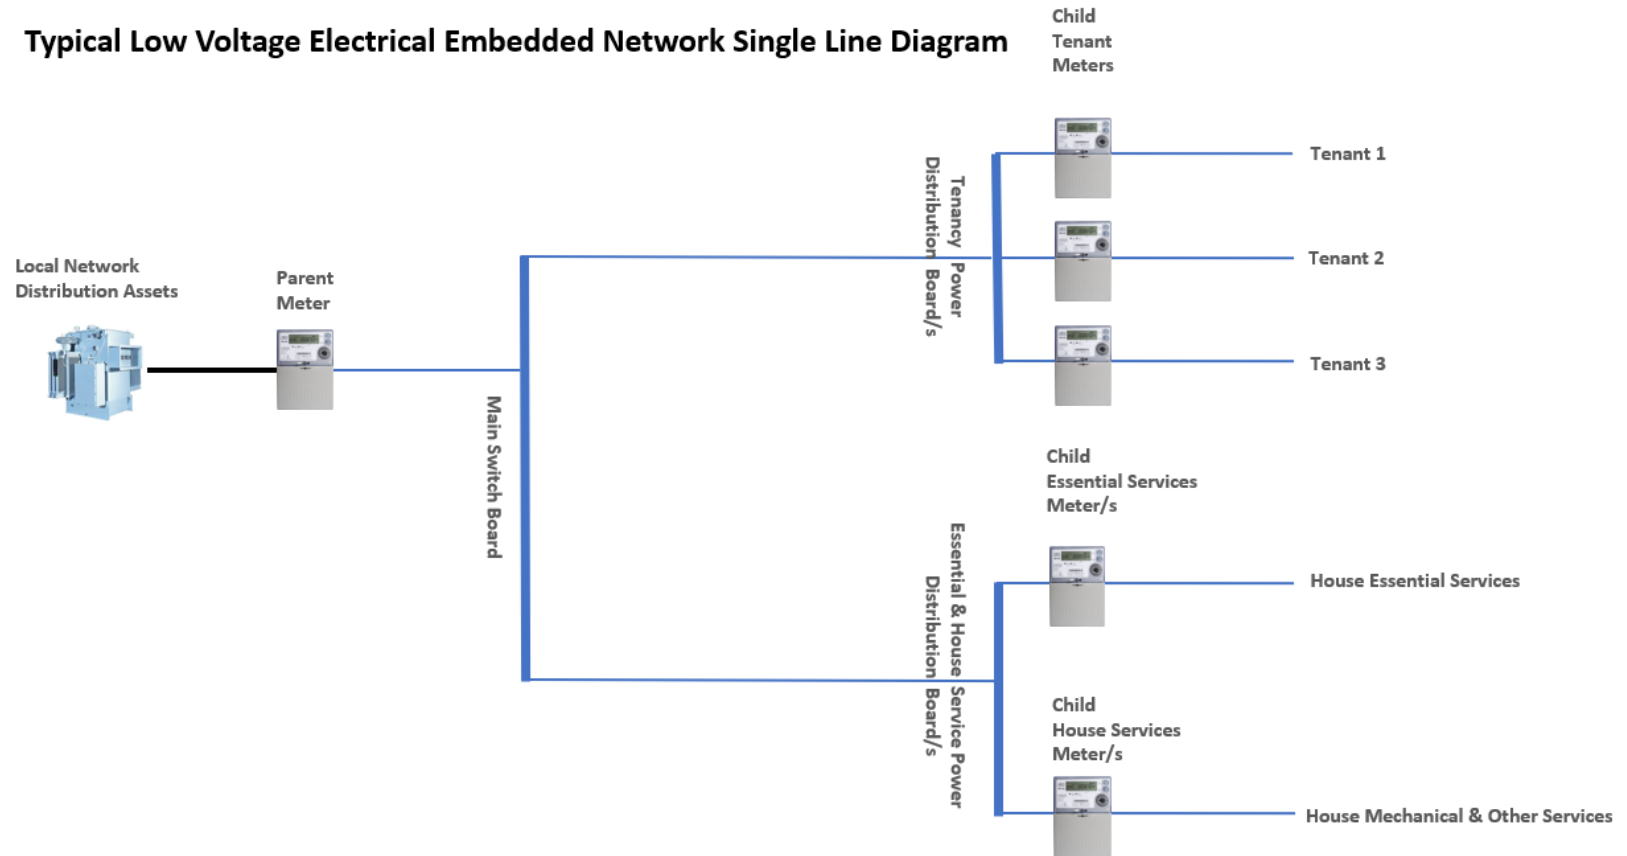 Typical Low Voltage Electrical Embedded Network Single Line Diagram
Child
Tenant
Meters
Tenant 1
Tenancy Power
Distribution Board/s
Tenant 2
Local Network
Distribution Assets
Parent
Meter
Tenant 3
Main Switch Board
Child
Essential Services
Meter/s
Essential & House Service Power
Distribution Board/s
House Essential Services
Child
House Services
Meter/s
House Mechanical & Other Services